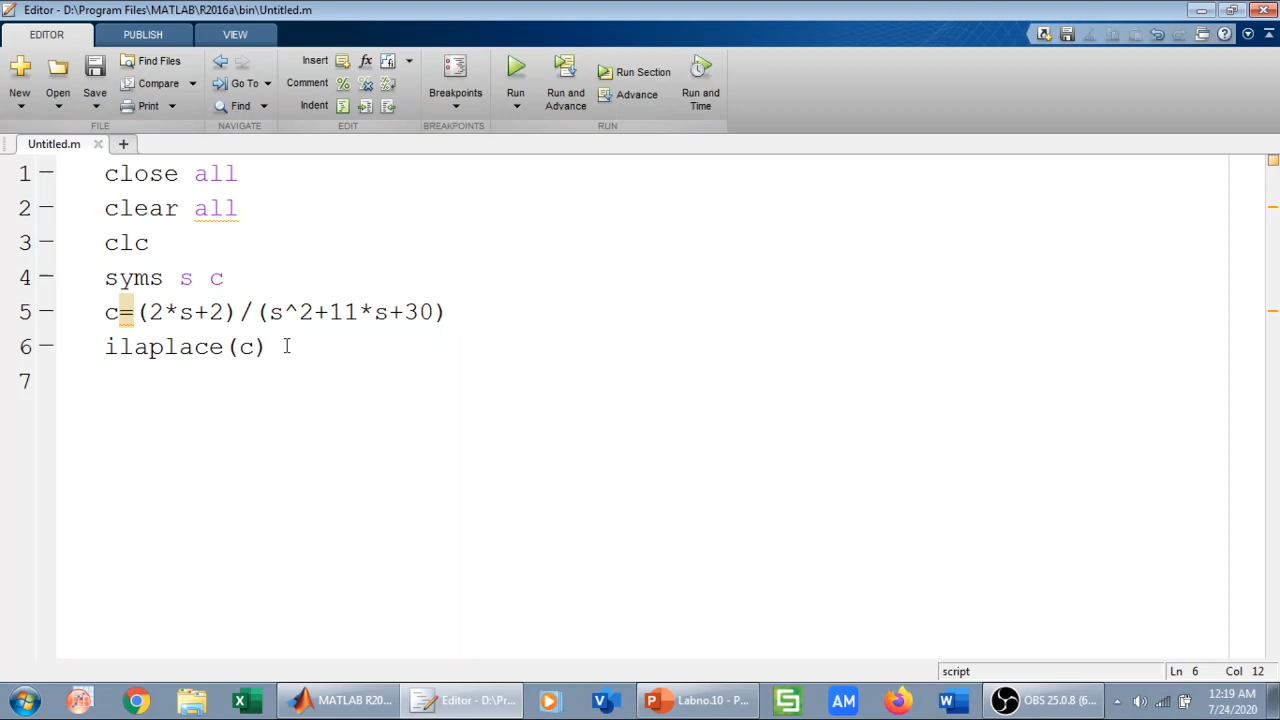 Editor - D:\Program Files\MATLAB\R2016a\bin\Untitled.m
EDITOR PUBLISH VIEW
New Open Save Find Files Compare Print Go To Find Insert Comment Indent Breakpoints Run Run and Advance Run Section Advance Run and Time
FILE NAVIGATE EDIT BREAKPOINTS RUN
Untitled.m
1 close all
2 clear all
3 clc
4 syms s c
5 c=(2*s+2)/(s^2+11*s+30)
6 ilaplace(c)
7
script Ln 6 Col 12
MATLAB R20... Editor - D:\Pr... Labno.10 - P... AM OBS 25.0.8 (... 12:19 AM
7/24/2020